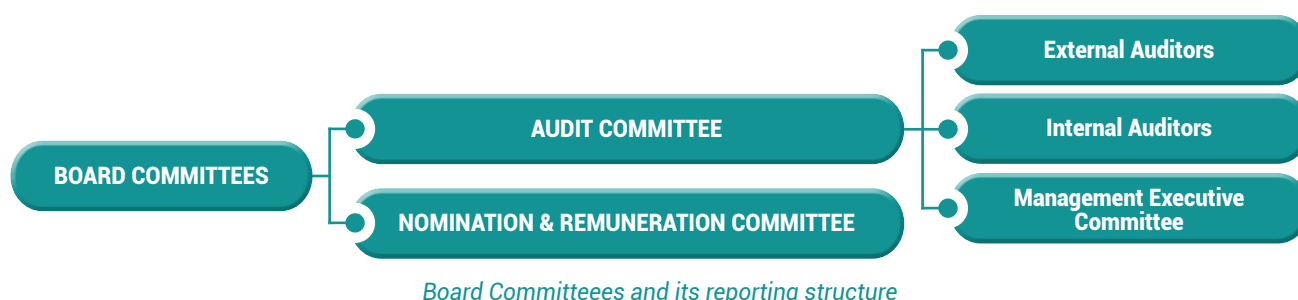 BOARD COMMITTEES
AUDIT COMMITTEE
NOMINATION & REMUNERATION COMMITTEE
External Auditors
Internal Auditors
Management Executive
Committee
Board Committeees and its reporting structure